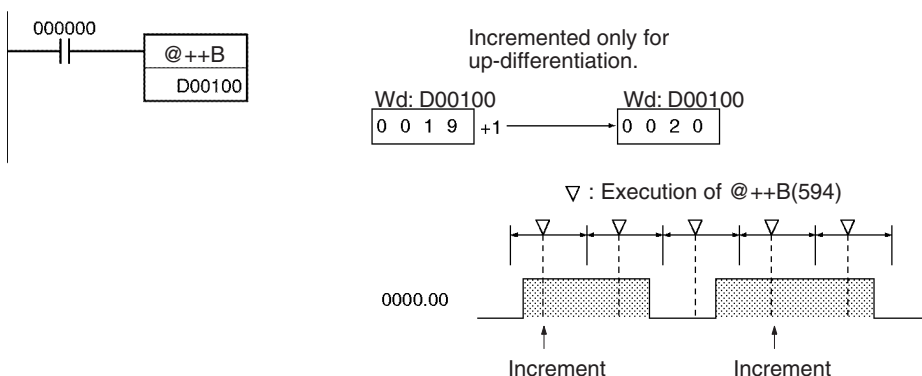 000000
@++B
D00100
Incremented only for
up-differentiation.
Wd: D00100
Wd: D00100
0 0 1 9 +1
0 0 2 0
▽ : Execution of @++B(594)
0000.00
Increment
Increment